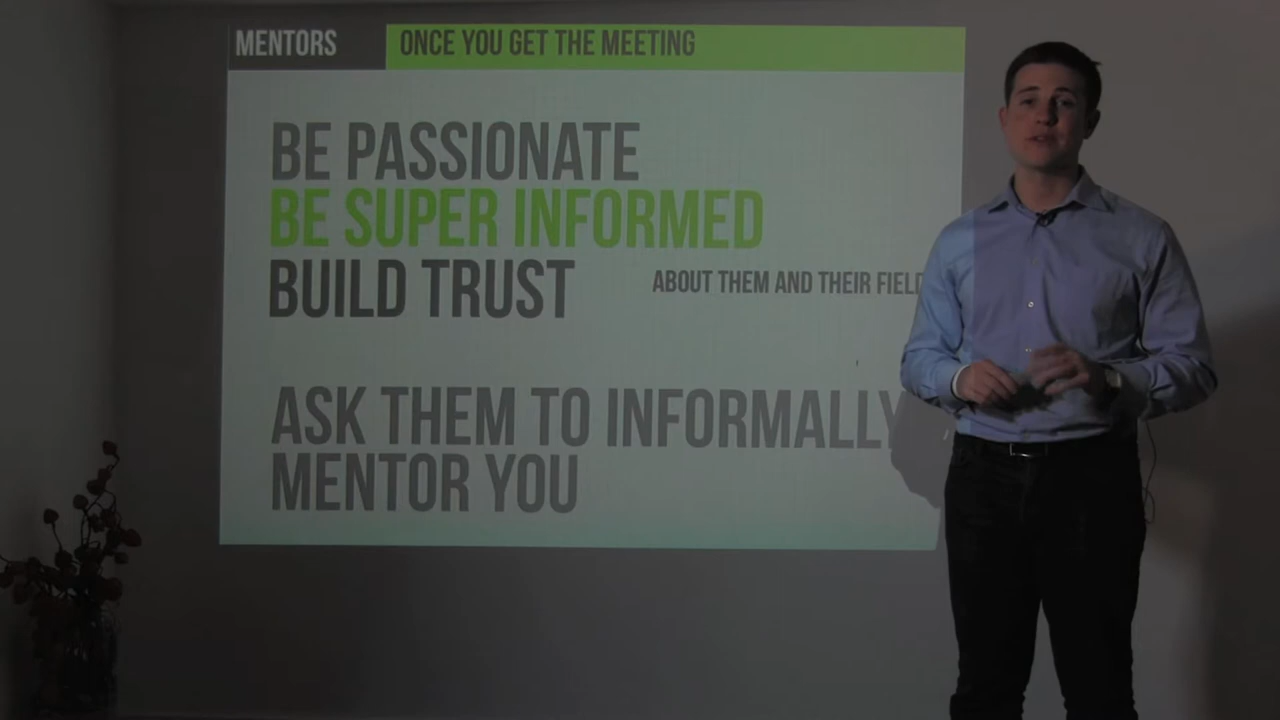 MENTORS
ONCE YOU GET THE MEETING
BE PASSIONATE
BE SUPER INFORMED
BUILD TRUST
ABOUT THEM AND THEIR FIELD
ASK THEM TO INFORMALLY
MENTOR YOU